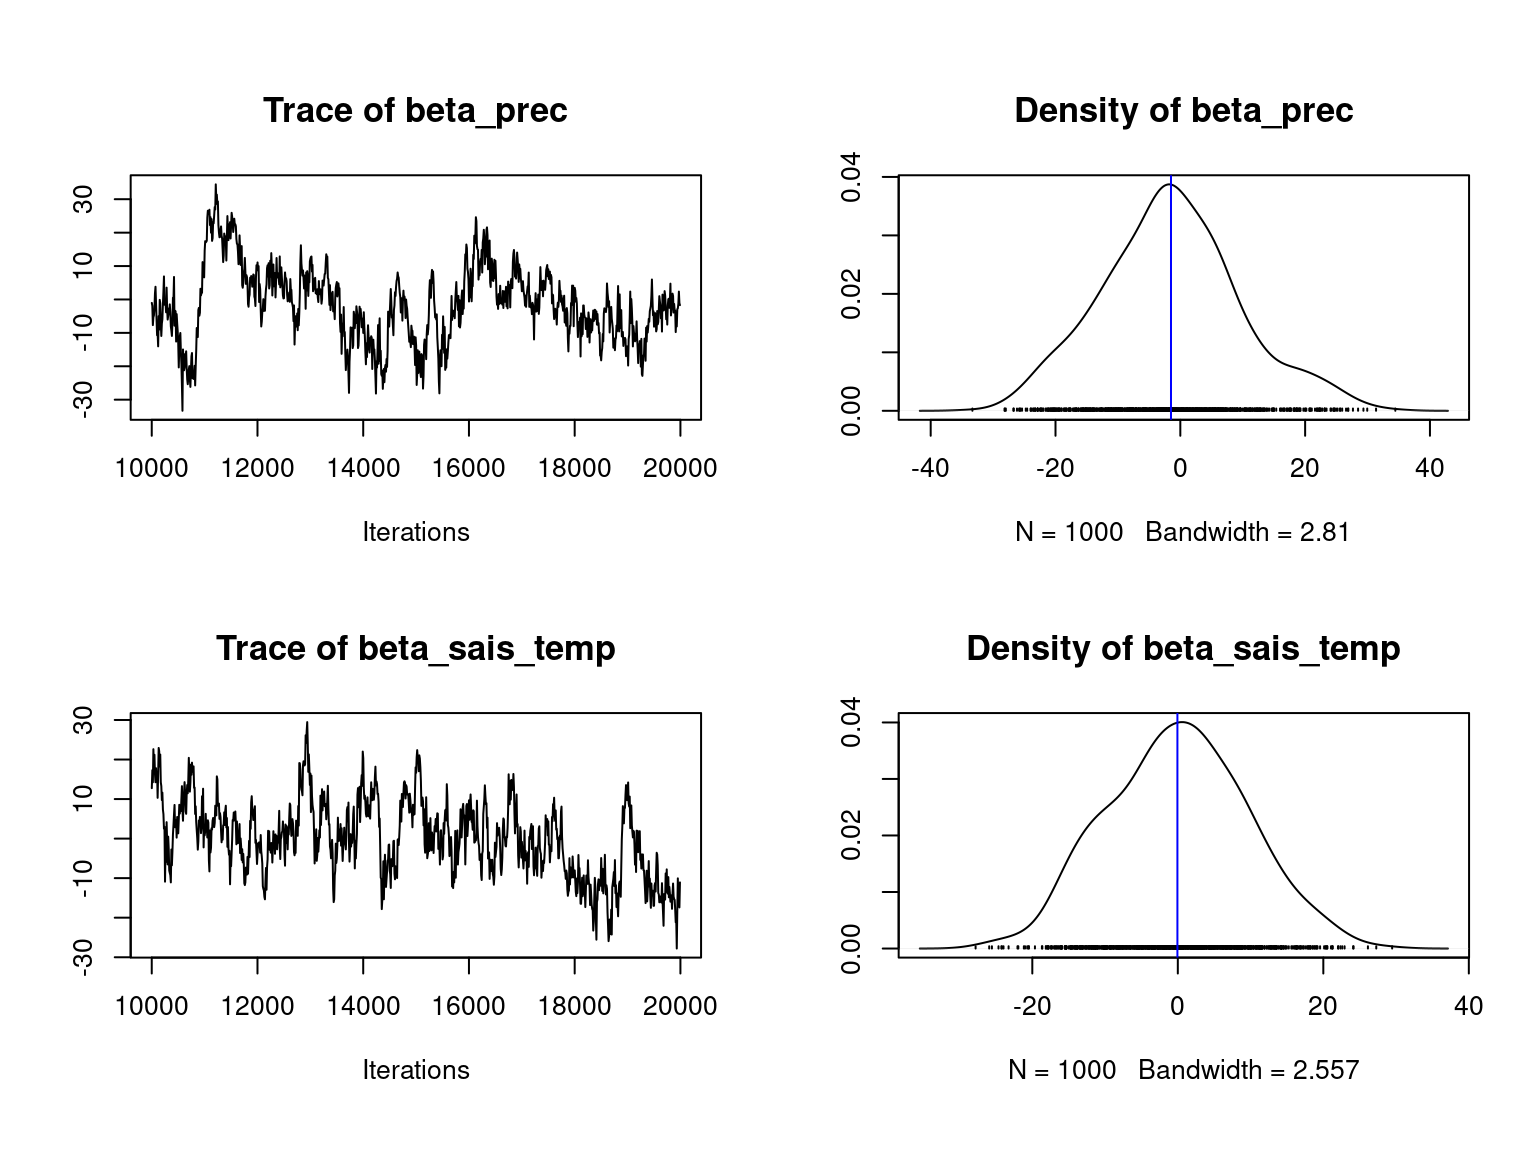 Trace of beta_prec
30
10
-10
-30
10000 12000 14000 16000 18000 20000
Iterations
Density of beta_prec
0.04
0.02
0.00
-40 -20 0 20 40
N = 1000 Bandwidth = 2.81
Trace of beta_sais_temp
30
10
-10
-30
10000 12000 14000 16000 18000 20000
Iterations
Density of beta_sais_temp
0.04
0.02
0.00
-20 0 20 40
N = 1000 Bandwidth = 2.557